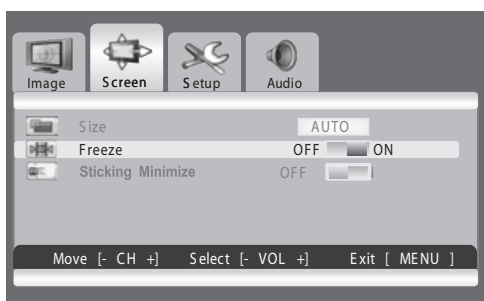 Image Screen Setup Audio
Size AUTO
Freeze OFF ON
Sticking Minimize OFF
Move [- CH +] Select [- VOL +] Exit [ MENU ]